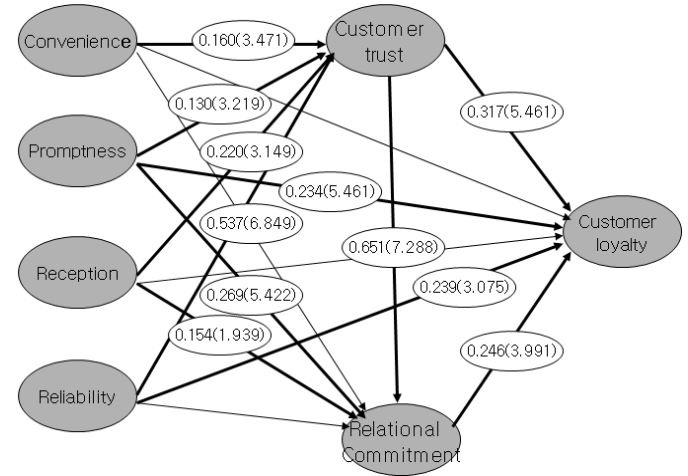 Convenience
0.160(3.471)
Customer
trust
0.130(3.219)
0.317(5.461)
Promptness
0.220(3.149)
0.234(5.461)
0.537(6.849)
Customer
loyalty
0.651(7.288)
Reception
0.269(5.422)
0.239(3.075)
0.154(1.939)
0.246(3.991)
Reliability
Relational
Commitment